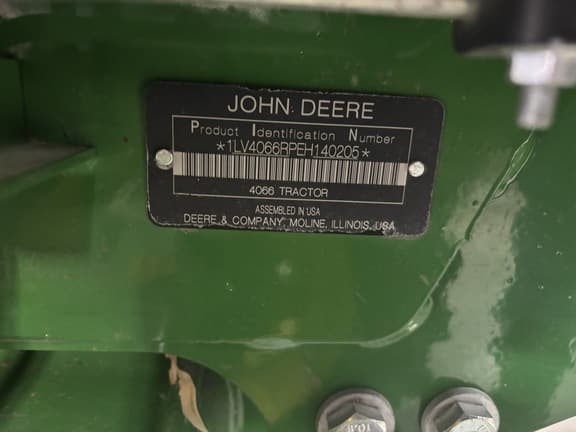 JOHN DEERE
Product Identification Number
*1LV4066RPEH140205*
4066 TRACTOR
ASSEMBLED IN USA
DEERE & COMPANY, MOLINE, ILLINOIS, USA